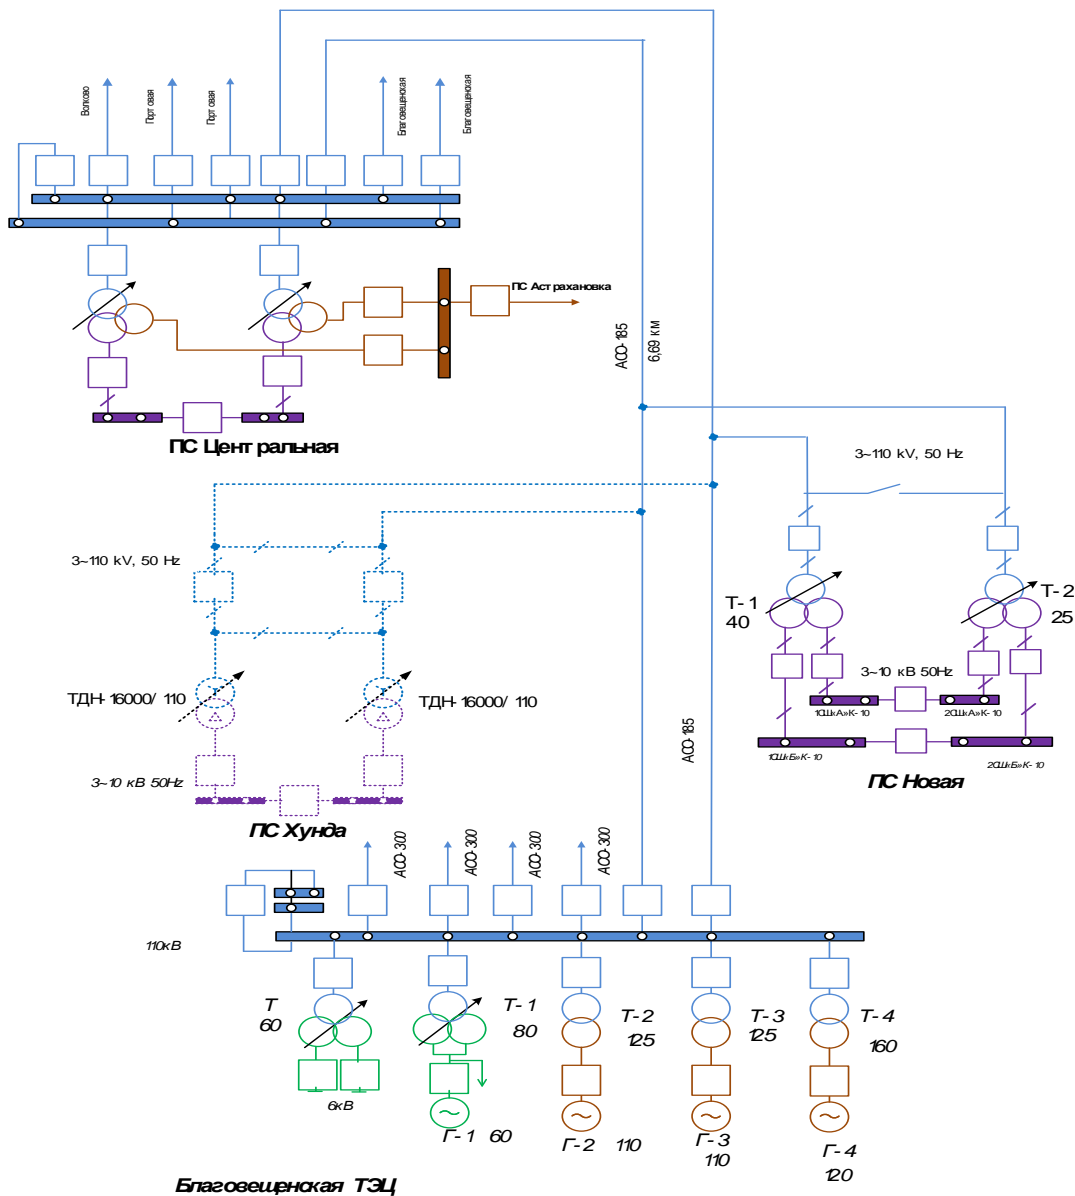 Волково
Портовая
Портовая
Благовещенская
Благовещенская
ПС Астрахановка
АСО-185
6,69 км
ПС Центральная
3~110 kV, 50 Hz
3~110 kV, 50 Hz
Т-1
40
Т-2
25
ТДН-16000/ 110
ТДН-16000/ 110
3~10 кВ 50Hz
1СШ«А»К-10
2СШ«А»К-10
АСО-185
1СШ«Б»К-10
2СШ«Б»К-10
3~10 кВ 50Hz
ПС Новая
ПС Хунда
АСО-300
АСО-300
АСО-300
АСО-300
110кВ
Т
60
Т-1
80
Т-2
125
Т-3
125
Т-4
160
6кВ
Г-1 60
Г-2 110
Г-3
110
Г-4
120
Благовещенская ТЭЦ